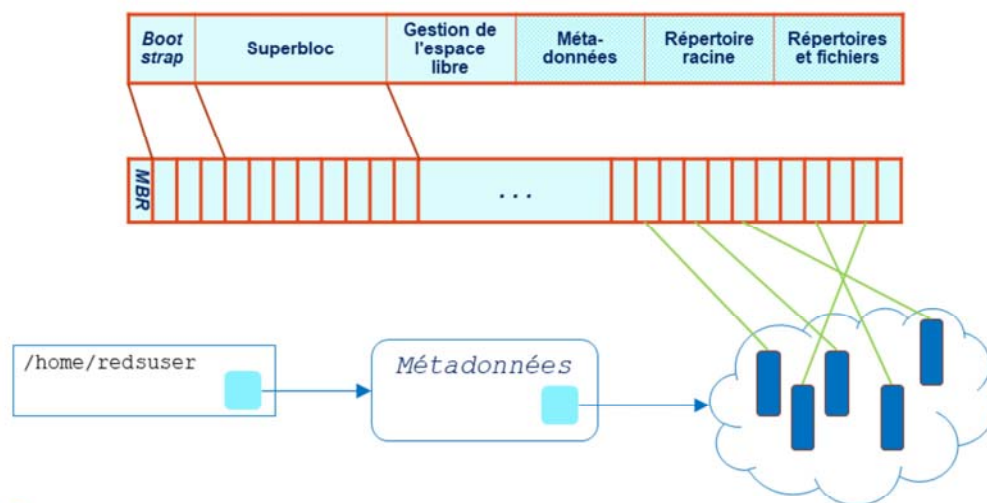 Boot
strap
Superbloc
Gestion de
l'espace
libre
Méta-
données
Répertoire
racine
Répertoires
et fichiers
MBR
...
/home/redsuser
Métadonnées